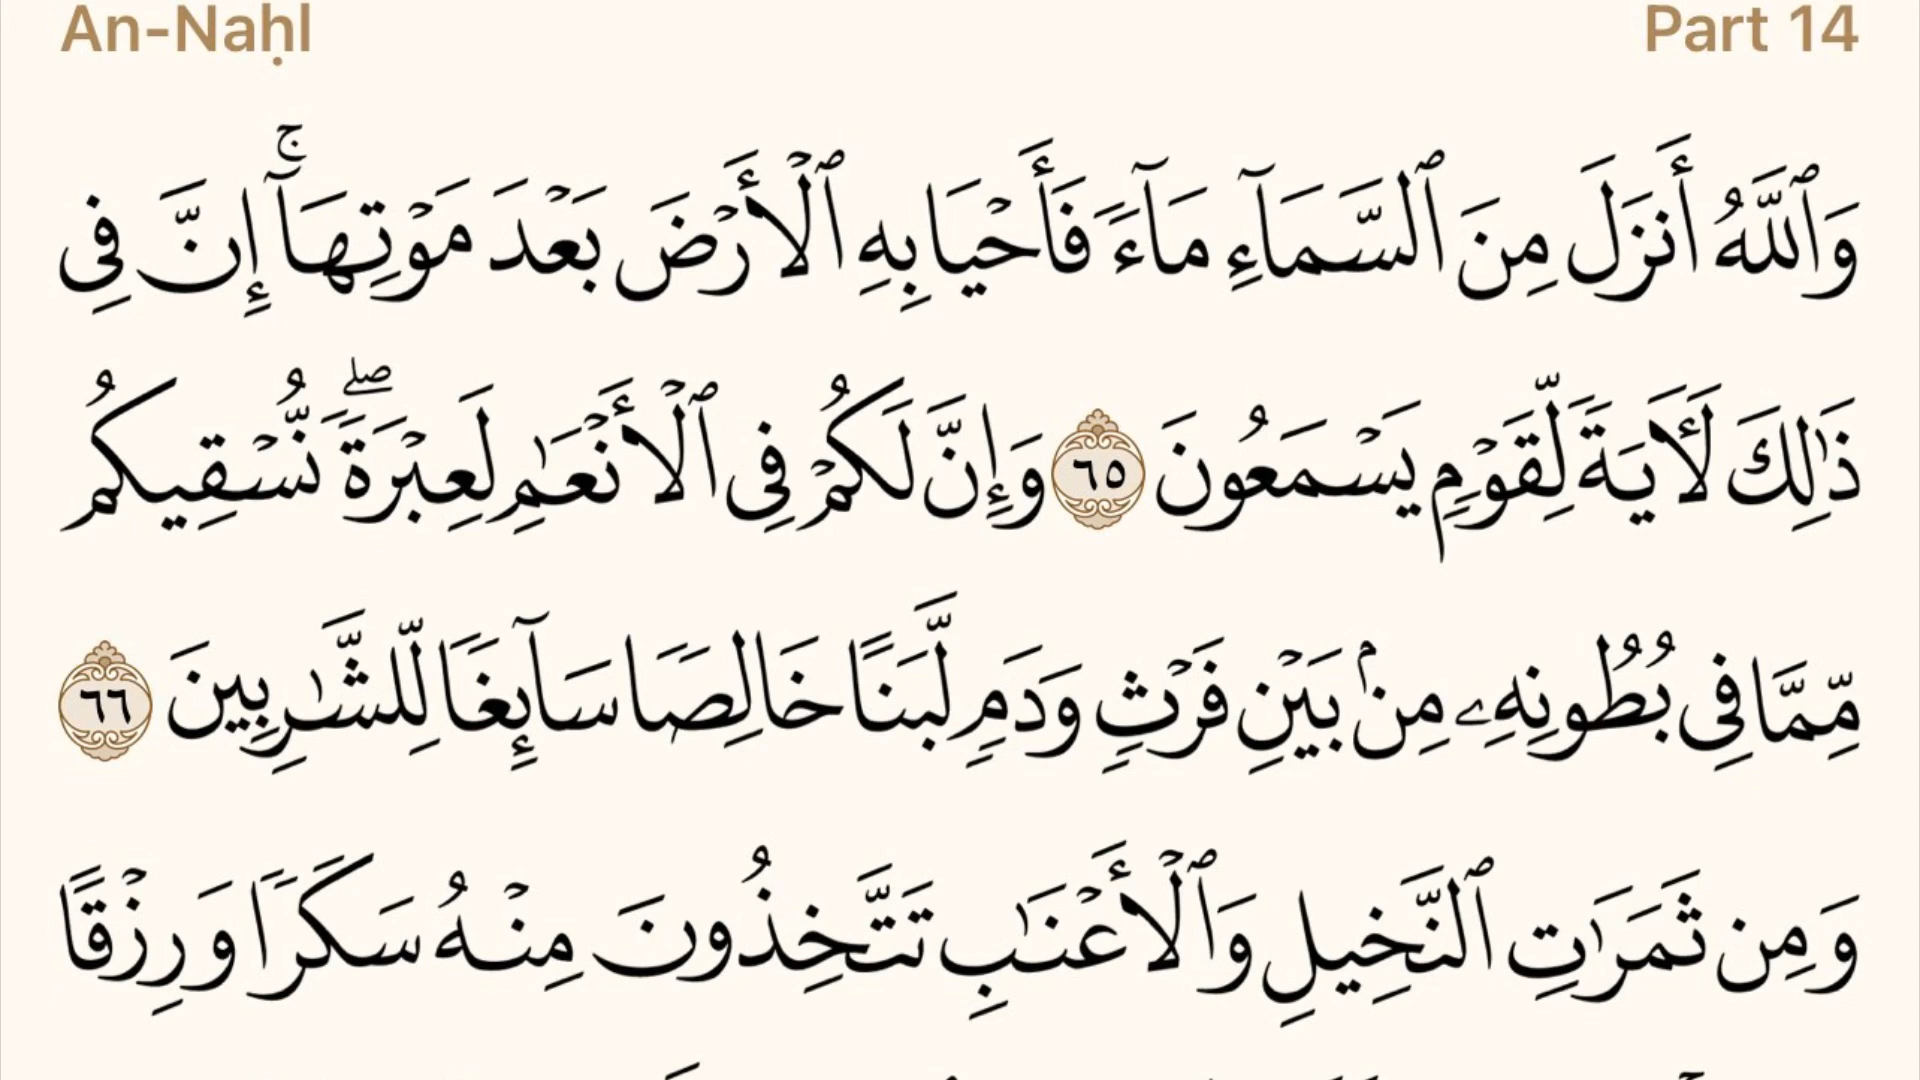 An-Naḥl Part 14
وَٱللَّهُ أَنزَلَ مِنَ ٱلسَّمَآءِ مَآءً فَأَحْيَا بِهِ ٱلْأَرْضَ بَعْدَ مَوْتِهَآ ۚ إِنَّ فِى
ذَٰلِكَ لَـَٔايَةً لِّقَوْمٍ يَسْمَعُونَ ٦٥ وَإِنَّ لَكُمْ فِى ٱلْأَنْعَـٰمِ لَعِبْرَةً ۖ نُّسْقِيكُم
مِّمَّا فِى بُطُونِهِۦ مِنۢ بَيْنِ فَرْثٍ وَدَمٍ لَّبَنًا خَالِصًا سَآئِغًا لِّلشَّـٰرِبِينَ ٦٦
وَمِن ثَمَرَٰتِ ٱلنَّخِيلِ وَٱلْأَعْنَـٰبِ تَتَّخِذُونَ مِنْهُ سَكَرًا وَرِزْقًا